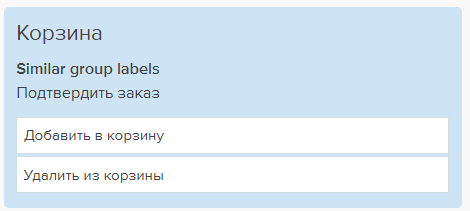 Корзина
Similar group labels
Подтвердить заказ
Добавить в корзину
Удалить из корзины